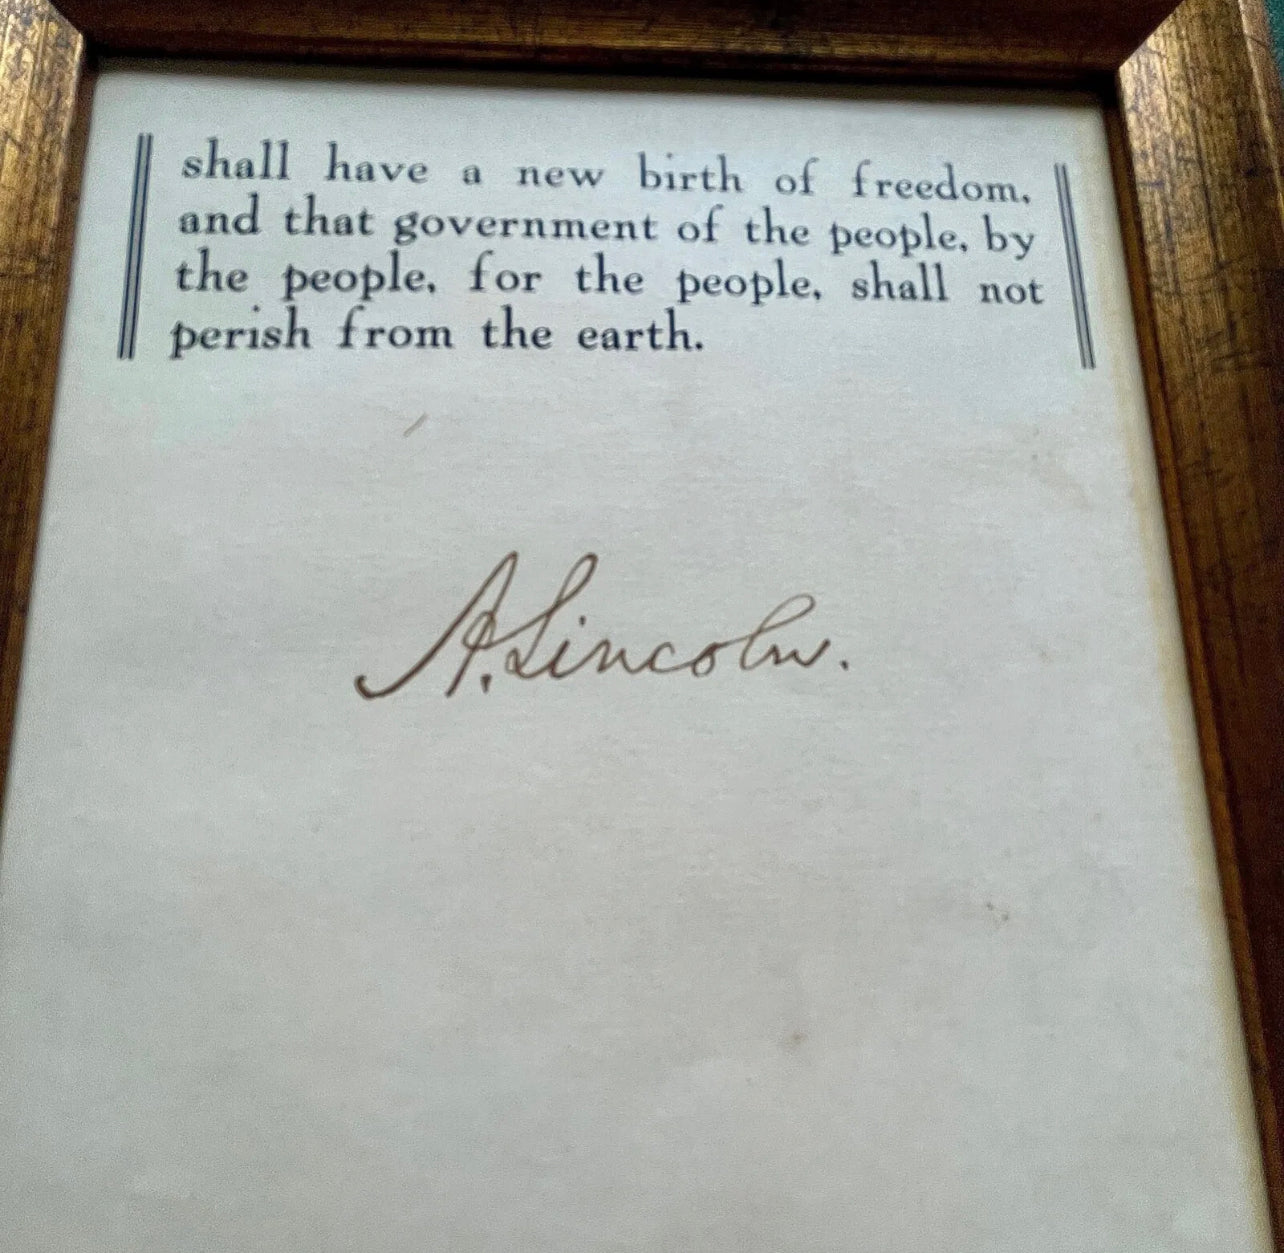 shall have a new birth of freedom,
and that government of the people, by
the people, for the people, shall not
perish from the earth.
A. Lincoln.